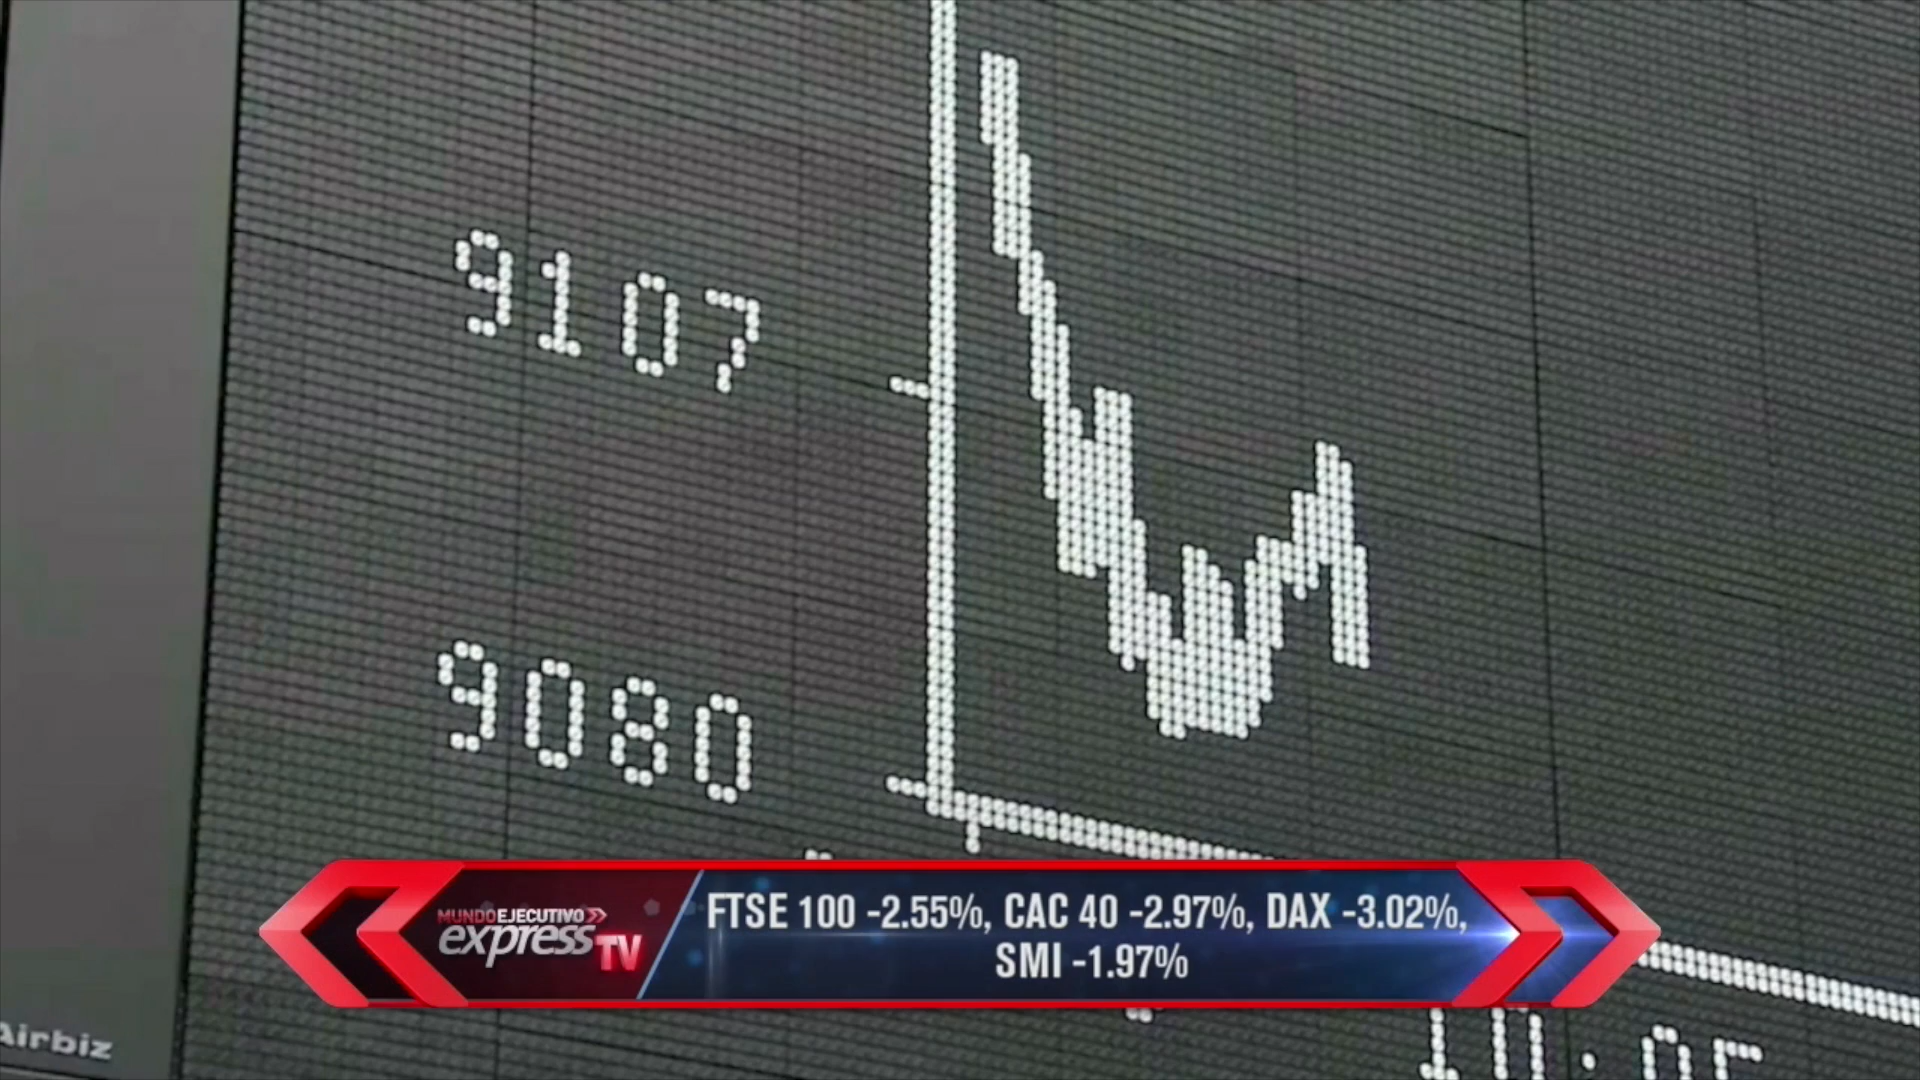 9107
9080
MUNDOEJECUTIVO
express TV
FTSE 100 -2.55%, CAC 40 -2.97%, DAX -3.02%,
SMI -1.97%
Airbiz